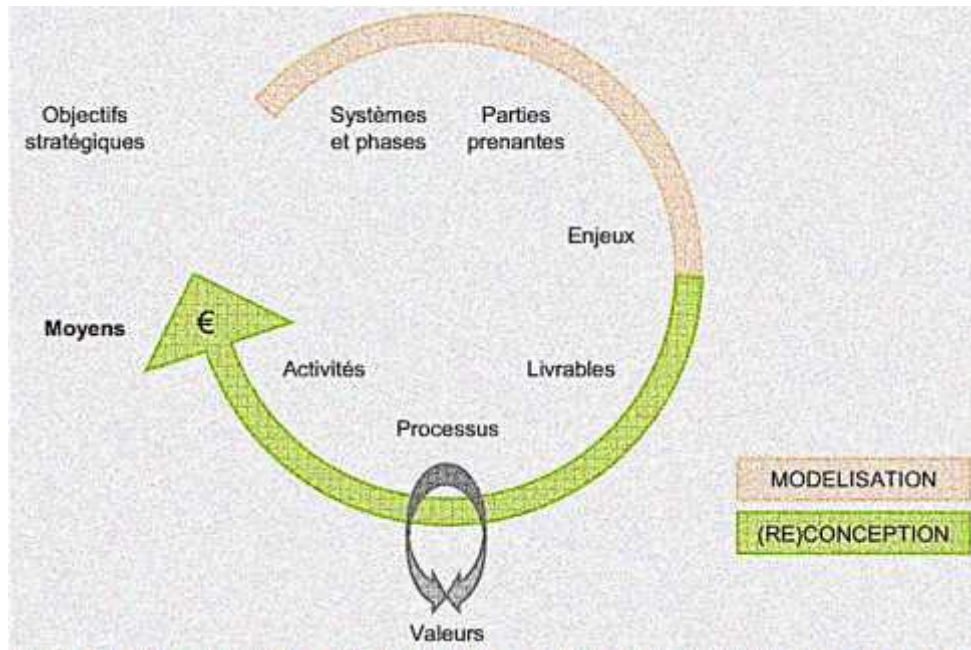 Objectifs
stratégiques
Systèmes
et phases
Parties
prenantes
Enjeux
Moyens
€
Activités
Livrables
Processus
Valeurs
MODELISATION
(RE)CONCEPTION